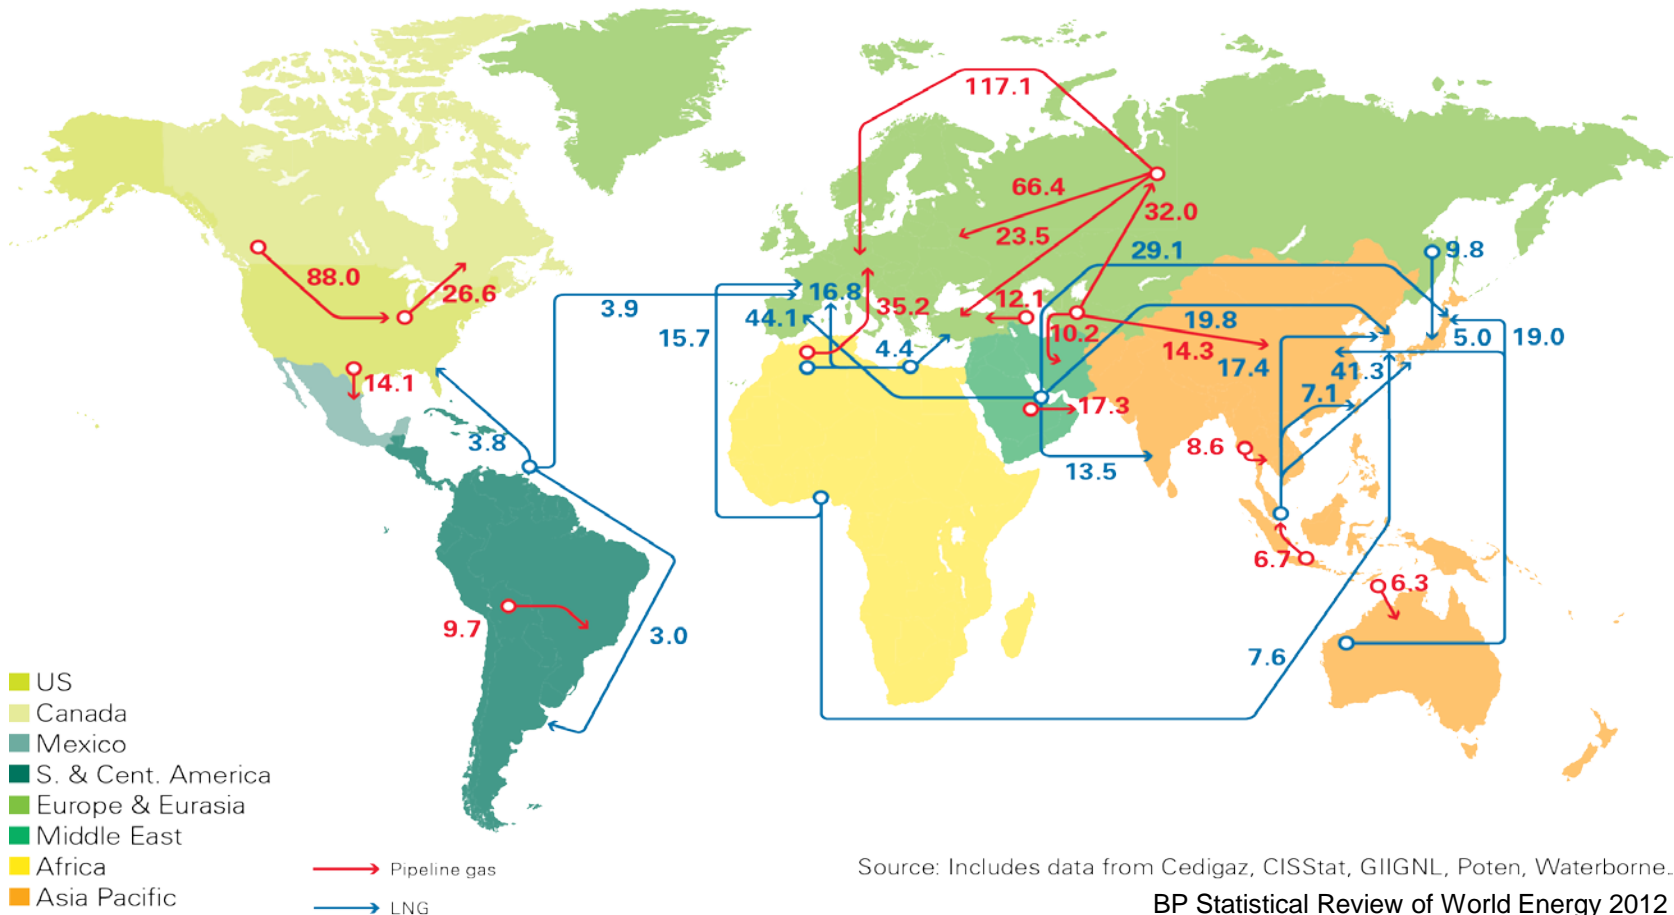 117.1
66.4
32.0
23.5
29.1
9.8
88.0
26.6
3.9
16.8
44.1
35.2
12.1
10.2
19.8
14.3
17.4
15.7
4.4
5.0
19.0
41.3
14.1
7.1
17.3
3.8
8.6
13.5
6.7
6.3
9.7
3.0
7.6
US
Canada
Mexico
S. & Cent. America
Europe & Eurasia
Middle East
Africa
Asia Pacific
Pipeline gas
LNG
Source: Includes data from Cedigaz, CISStat, GIIGNL, Poten, Waterborne.
BP Statistical Review of World Energy 2012